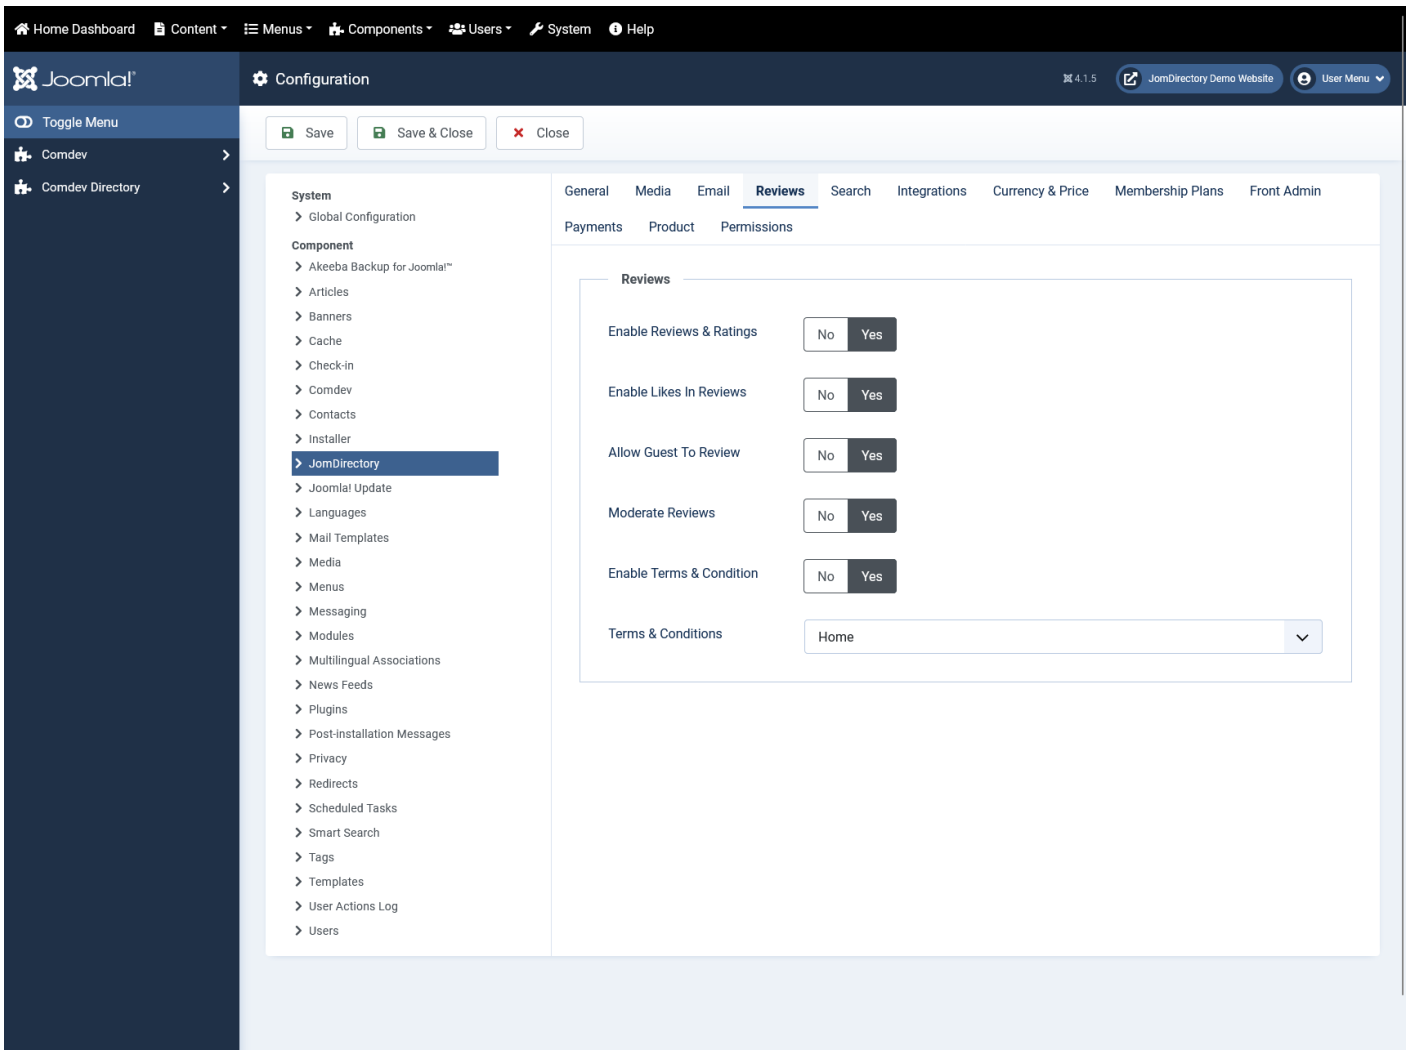 Home Dashboard Content Menus Components Users System Help
Joomla!®
Configuration
4.1.5 JomDirectory Demo Website User Menu
Toggle Menu
Comdev
Comdev Directory
Save Save & Close Close
System
Global Configuration
Component
Akeeba Backup for Joomla!™
Articles
Banners
Cache
Check-in
Comdev
Contacts
Installer
JomDirectory
Joomla! Update
Languages
Mail Templates
Media
Menus
Messaging
Modules
Multilingual Associations
News Feeds
Plugins
Post-installation Messages
Privacy
Redirects
Scheduled Tasks
Smart Search
Tags
Templates
User Actions Log
Users
General Media Email Reviews Search Integrations Currency & Price Membership Plans Front Admin
Payments Product Permissions
Reviews
Enable Reviews & Ratings No Yes
Enable Likes In Reviews No Yes
Allow Guest To Review No Yes
Moderate Reviews No Yes
Enable Terms & Condition No Yes
Terms & Conditions Home